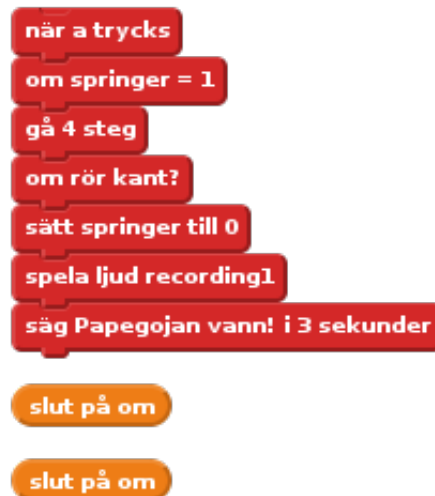 när a trycks
om springer = 1
gå 4 steg
om rör kant?
sätt springer till 0
spela ljud recording1
säg Papegojan vann! i 3 sekunder
slut på om
slut på om